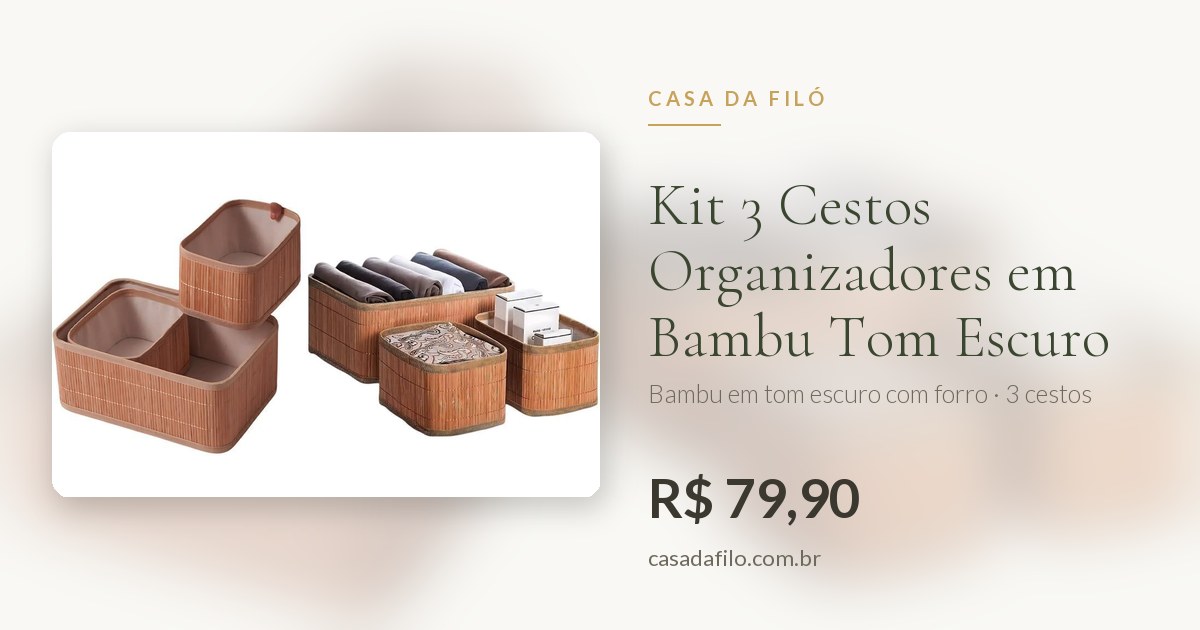 CASA DA FILÓ
Kit 3 Cestos
Organizadores em
Bambu Tom Escuro
Bambu em tom escuro com forro · 3 cestos
R$ 79,90
casadafilo.com.br